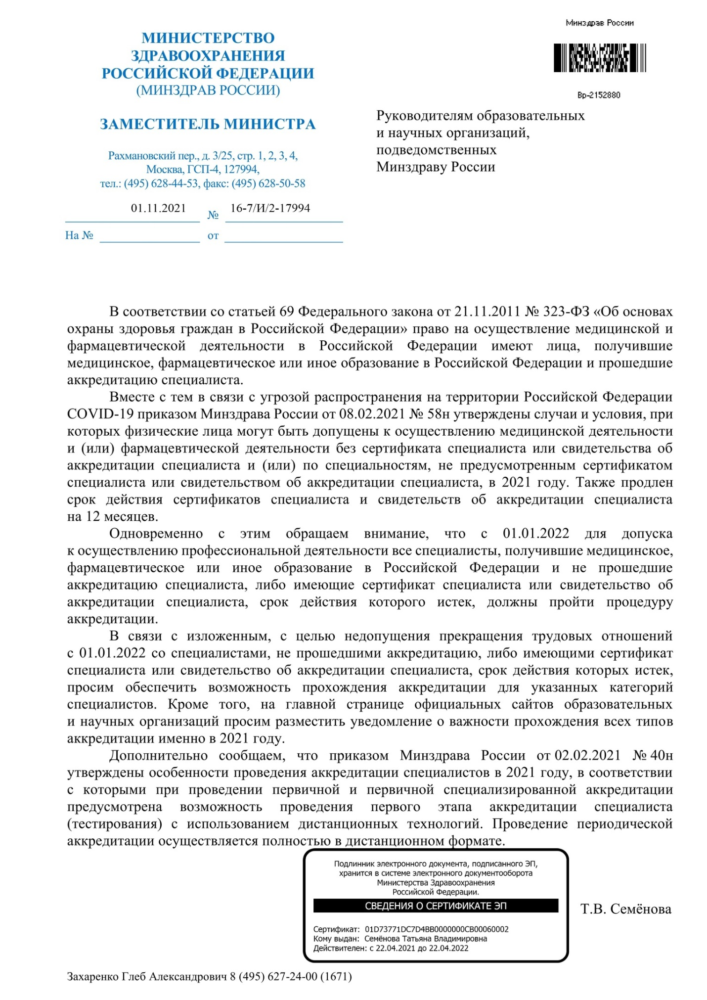 Минздрав России
Вр-2152880
МИНИСТЕРСТВО
ЗДРАВООХРАНЕНИЯ
РОССИЙСКОЙ ФЕДЕРАЦИИ
(МИНЗДРАВ РОССИИ)
ЗАМЕСТИТЕЛЬ МИНИСТРА
Рахмановский пер., д. 3/25, стр. 1, 2, 3, 4,
Москва, ГСП-4, 127994,
тел.: (495) 628-44-53, факс: (495) 628-50-58
01.11.2021 № 16-7/И/2-17994
На № от
Руководителям образовательных
и научных организаций,
подведомственных
Минздраву России
В соответствии со статьей 69 Федерального закона от 21.11.2011 № 323-ФЗ «Об основах
охраны здоровья граждан в Российской Федерации» право на осуществление медицинской и
фармацевтической деятельности в Российской Федерации имеют лица, получившие
медицинское, фармацевтическое или иное образование в Российской Федерации и прошедшие
аккредитацию специалиста.
Вместе с тем в связи с угрозой распространения на территории Российской Федерации
COVID-19 приказом Минздрава России от 08.02.2021 № 58н утверждены случаи и условия, при
которых физические лица могут быть допущены к осуществлению медицинской деятельности
и (или) фармацевтической деятельности без сертификата специалиста или свидетельства об
аккредитации специалиста и (или) по специальностям, не предусмотренным сертификатом
специалиста или свидетельством об аккредитации специалиста, в 2021 году. Также продлен
срок действия сертификатов специалиста и свидетельств об аккредитации специалиста
на 12 месяцев.
Одновременно с этим обращаем внимание, что с 01.01.2022 для допуска
к осуществлению профессиональной деятельности все специалисты, получившие медицинское,
фармацевтическое или иное образование в Российской Федерации и не прошедшие
аккредитацию специалиста, либо имеющие сертификат специалиста или свидетельство об
аккредитации специалиста, срок действия которого истек, должны пройти процедуру
аккредитации.
В связи с изложенным, с целью недопущения прекращения трудовых отношений
с 01.01.2022 со специалистами, не прошедшими аккредитацию, либо имеющими сертификат
специалиста или свидетельство об аккредитации специалиста, срок действия которых истек,
просим обеспечить возможность прохождения аккредитации для указанных категорий
специалистов. Кроме того, на главной странице официальных сайтов образовательных
и научных организаций просим разместить уведомление о важности прохождения всех типов
аккредитации именно в 2021 году.
Дополнительно сообщаем, что приказом Минздрава России от 02.02.2021 № 40н
утверждены особенности проведения аккредитации специалистов в 2021 году, в соответствии
с которыми при проведении первичной и первичной специализированной аккредитации
предусмотрена возможность проведения первого этапа аккредитации специалиста
(тестирования) с использованием дистанционных технологий. Проведение периодической
аккредитации осуществляется полностью в дистанционном формате.
Подлинник электронного документа, подписанного ЭП,
хранится в системе электронного документооборота
Министерства Здравоохранения
Российской Федерации.
СВЕДЕНИЯ О СЕРТИФИКАТЕ ЭП
Сертификат: 01D73771DC7D4BB0000000CB00060002
Кому выдан: Семёнова Татьяна Владимировна
Действителен: с 22.04.2021 до 22.04.2022
Т.В. Семёнова
Захаренко Глеб Александрович 8 (495) 627-24-00 (1671)